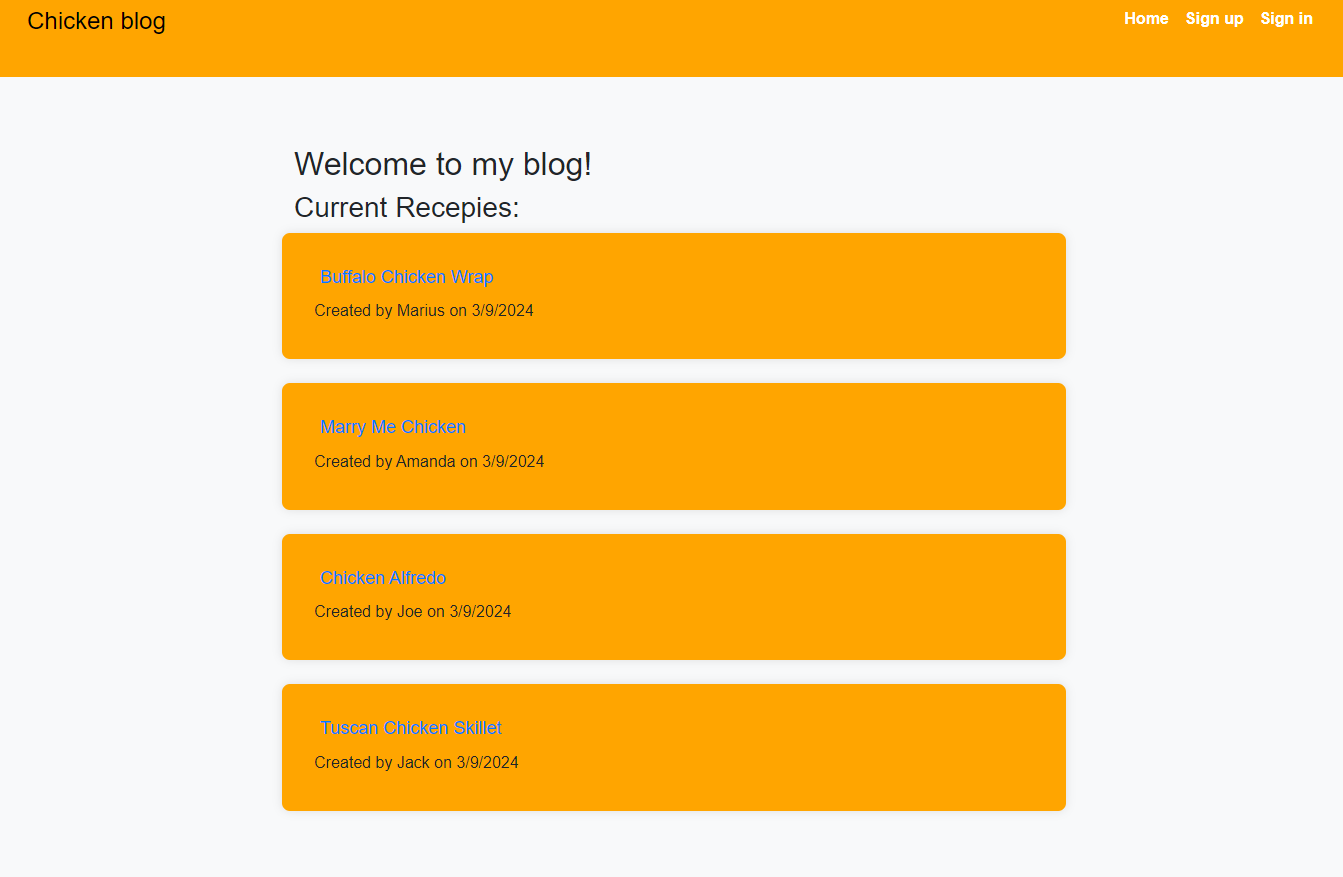 Chicken blog
Home Sign up Sign in
Welcome to my blog!
Current Recepies:
Buffalo Chicken Wrap
Created by Marius on 3/9/2024
Marry Me Chicken
Created by Amanda on 3/9/2024
Chicken Alfredo
Created by Joe on 3/9/2024
Tuscan Chicken Skillet
Created by Jack on 3/9/2024